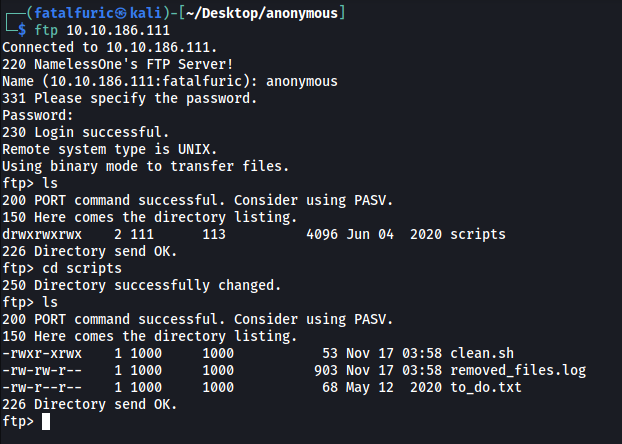 ┌──(fatalfuric㉿kali)-[~/Desktop/anonymous]
└─$ ftp 10.10.186.111
Connected to 10.10.186.111.
220 NamelessOne's FTP Server!
Name (10.10.186.111:fatalfuric): anonymous
331 Please specify the password.
Password:
230 Login successful.
Remote system type is UNIX.
Using binary mode to transfer files.
ftp> ls
200 PORT command successful. Consider using PASV.
150 Here comes the directory listing.
drwxrwxrwx    2 111      113          4096 Jun 04  2020 scripts
226 Directory send OK.
ftp> cd scripts
250 Directory successfully changed.
ftp> ls
200 PORT command successful. Consider using PASV.
150 Here comes the directory listing.
-rwxr-xrwx    1 1000     1000           53 Nov 17 03:58 clean.sh
-rw-rw-r--    1 1000     1000          903 Nov 17 03:58 removed_files.log
-rw-r--r--    1 1000     1000           68 May 12  2020 to_do.txt
226 Directory send OK.
ftp>